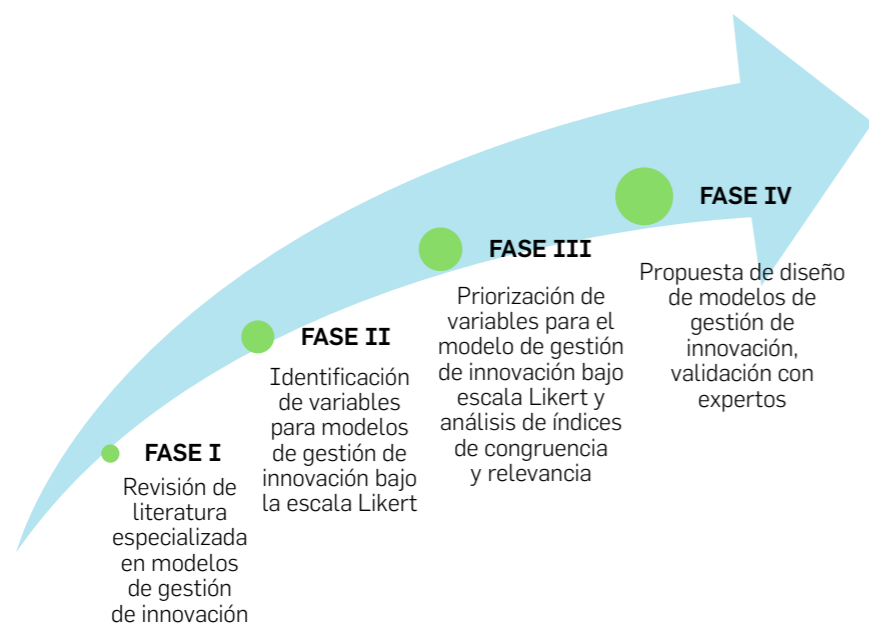 FASE I
Revisión de
literatura
especializada
en modelos
de gestión
de innovación
FASE II
Identificación
de variables
para modelos
de gestión de
innovación bajo
la escala Likert
FASE III
Priorización de
variables para el
modelo de gestión
de innovación bajo
escala Likert y
análisis de índices
de congruencia
y relevancia
FASE IV
Propuesta de diseño
de modelos de
gestión de
innovación,
validación con
expertos